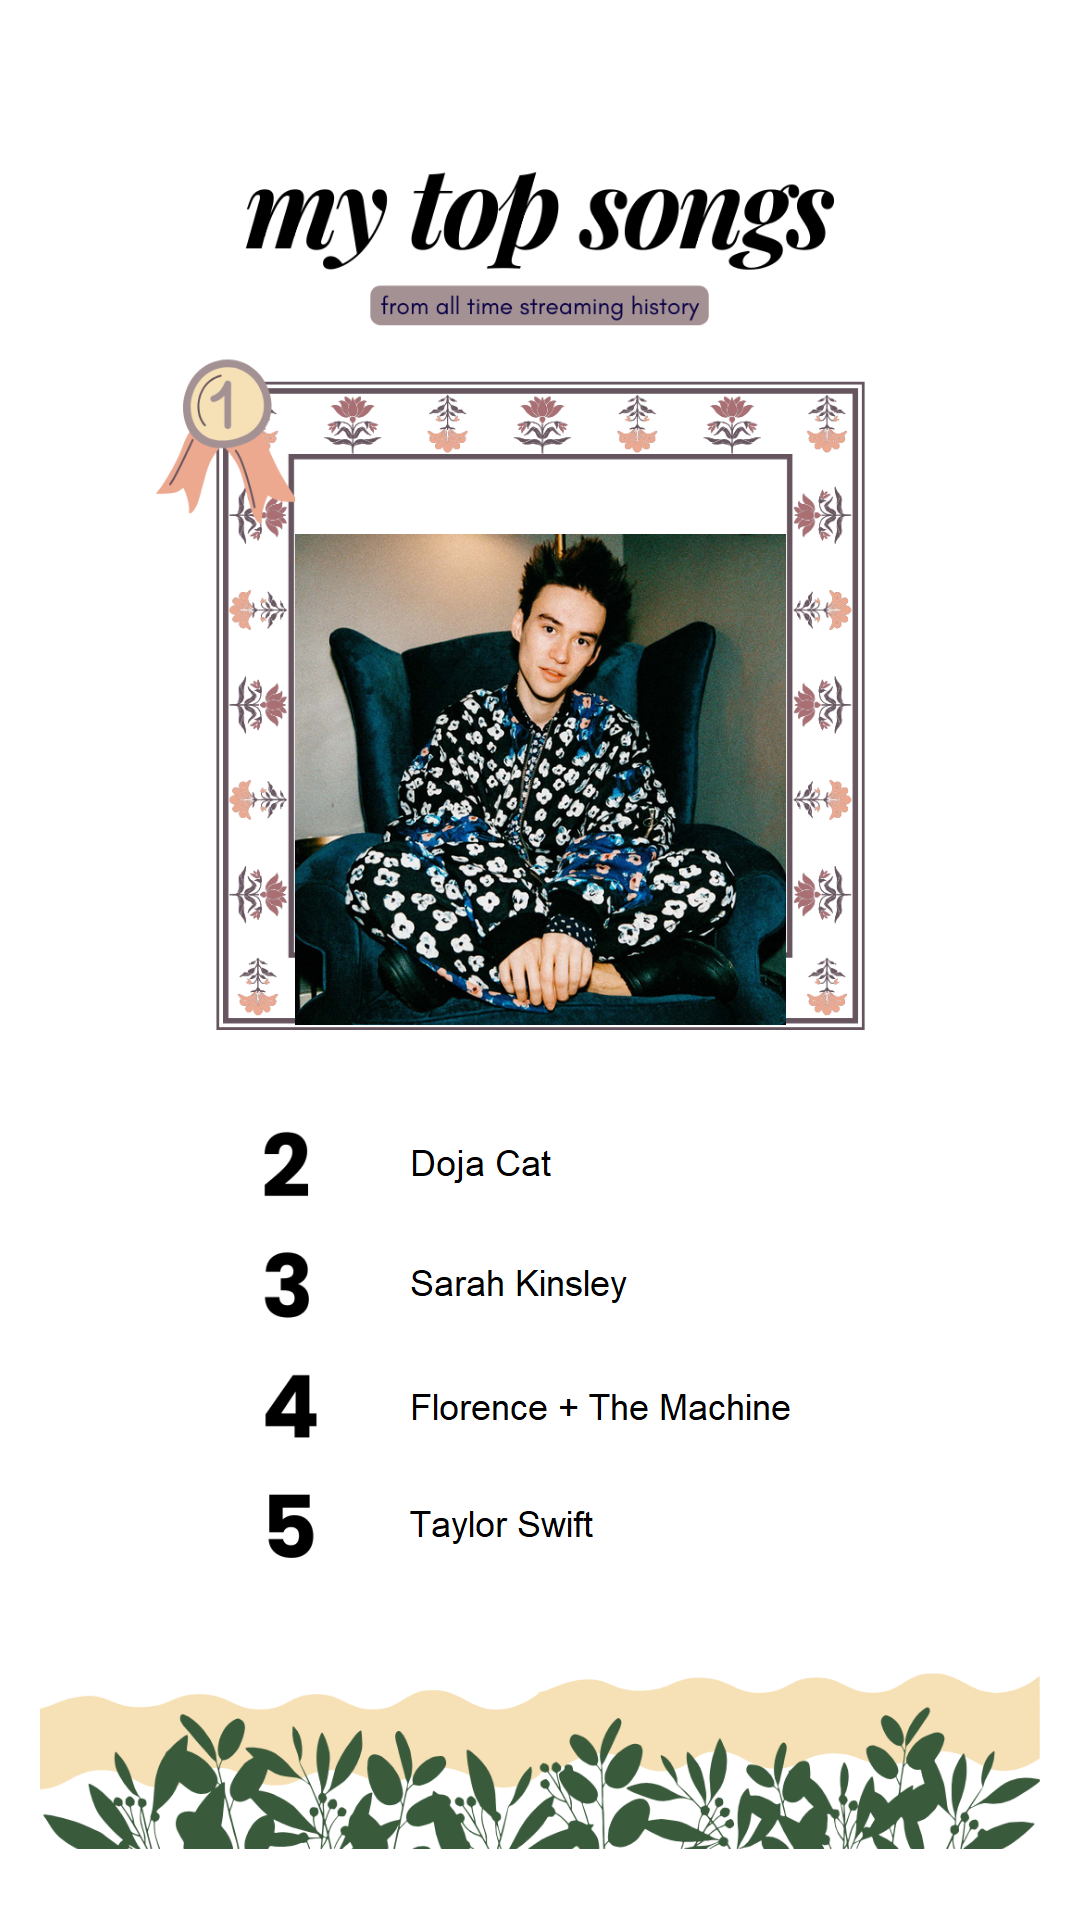 my top songs
from all time streaming history
1
2 Doja Cat
3 Sarah Kinsley
4 Florence + The Machine
5 Taylor Swift